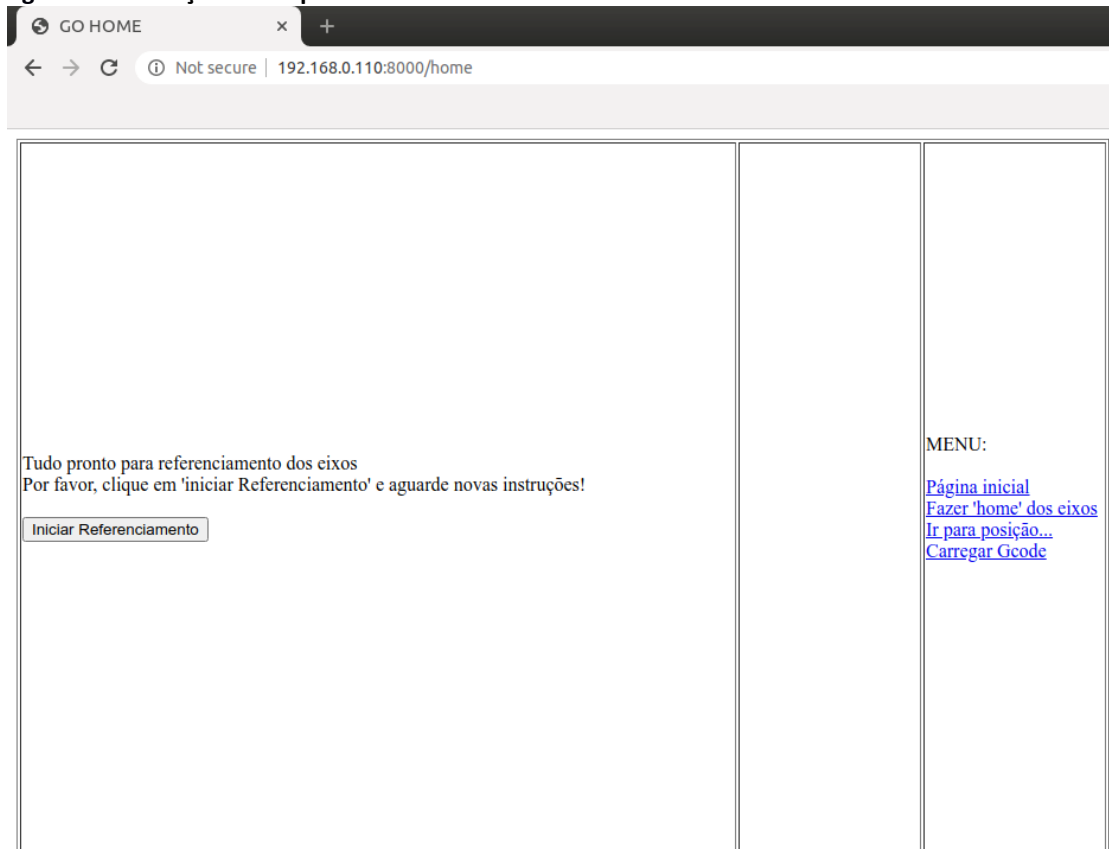 GO HOME
Not secure | 192.168.0.110:8000/home
Tudo pronto para referenciamento dos eixos
Por favor, clique em 'iniciar Referenciamento' e aguarde novas instruções!
Iniciar Referenciamento
MENU:
Página inicial
Fazer 'home' dos eixos
Ir para posição...
Carregar Gcode